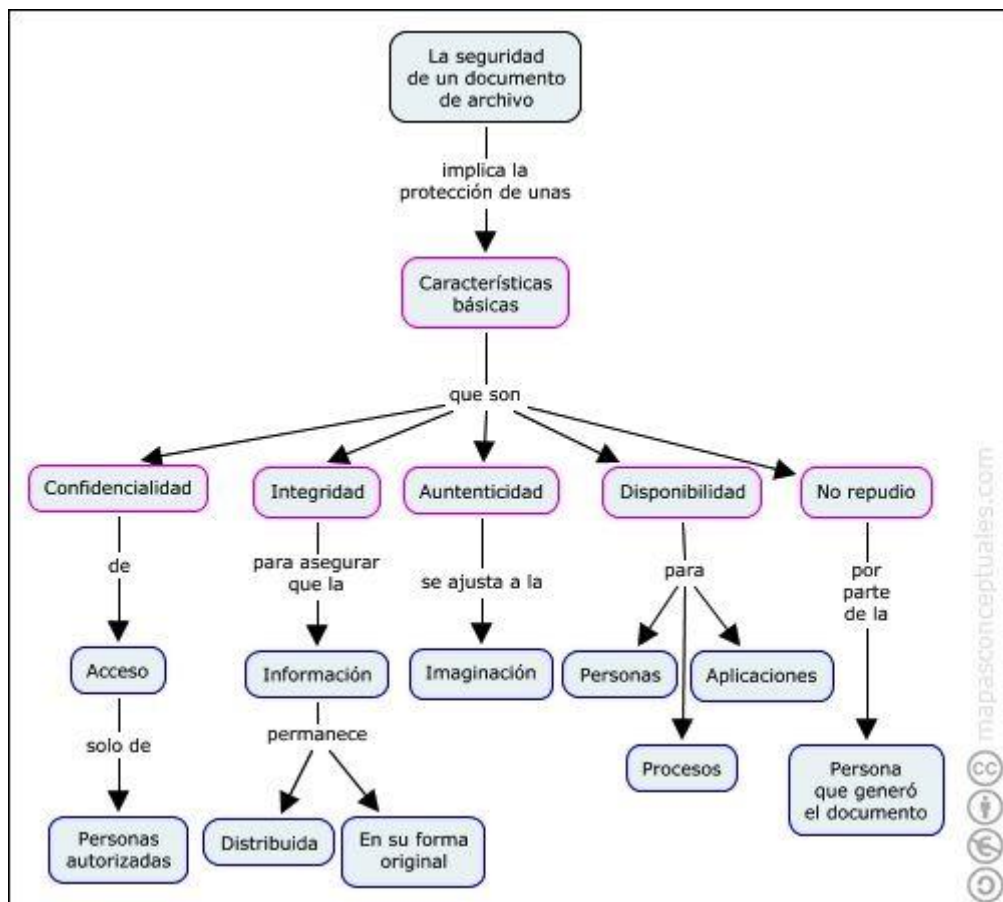 La seguridad
de un documento
de archivo
implica la
protección de unas
Características
básicas
que son
Confidencialidad
Integridad
Auntenticidad
Disponibilidad
No repudio
de
para asegurar
que la
se ajusta a la
para
por
parte
de la
Acceso
Información
Imaginación
Personas
Aplicaciones
solo de
permanece
Procesos
Persona
que generó
el documento
Personas
autorizadas
Distribuida
En su forma
original
mapasconceptuales.com
cc